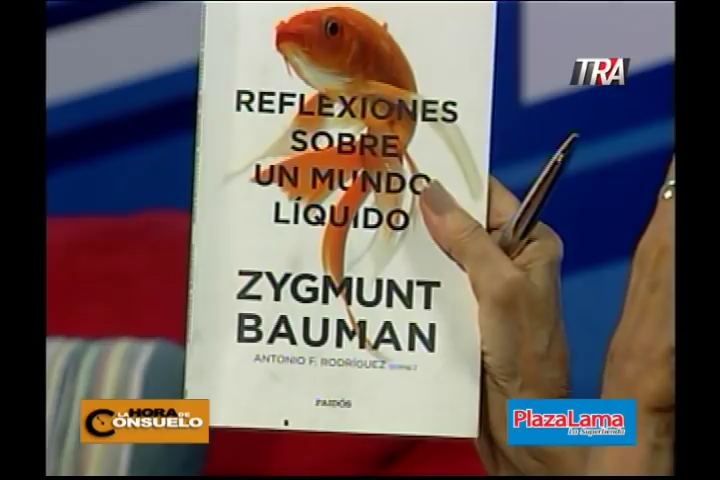 REFLEXIONES
SOBRE
UN MUNDO
LÍQUIDO
ZYGMUNT
BAUMAN
ANTONIO F. RODRÍGUEZ
PAIDÓS
TRA
LA HORA DE
CONSUELO
PlazaLama